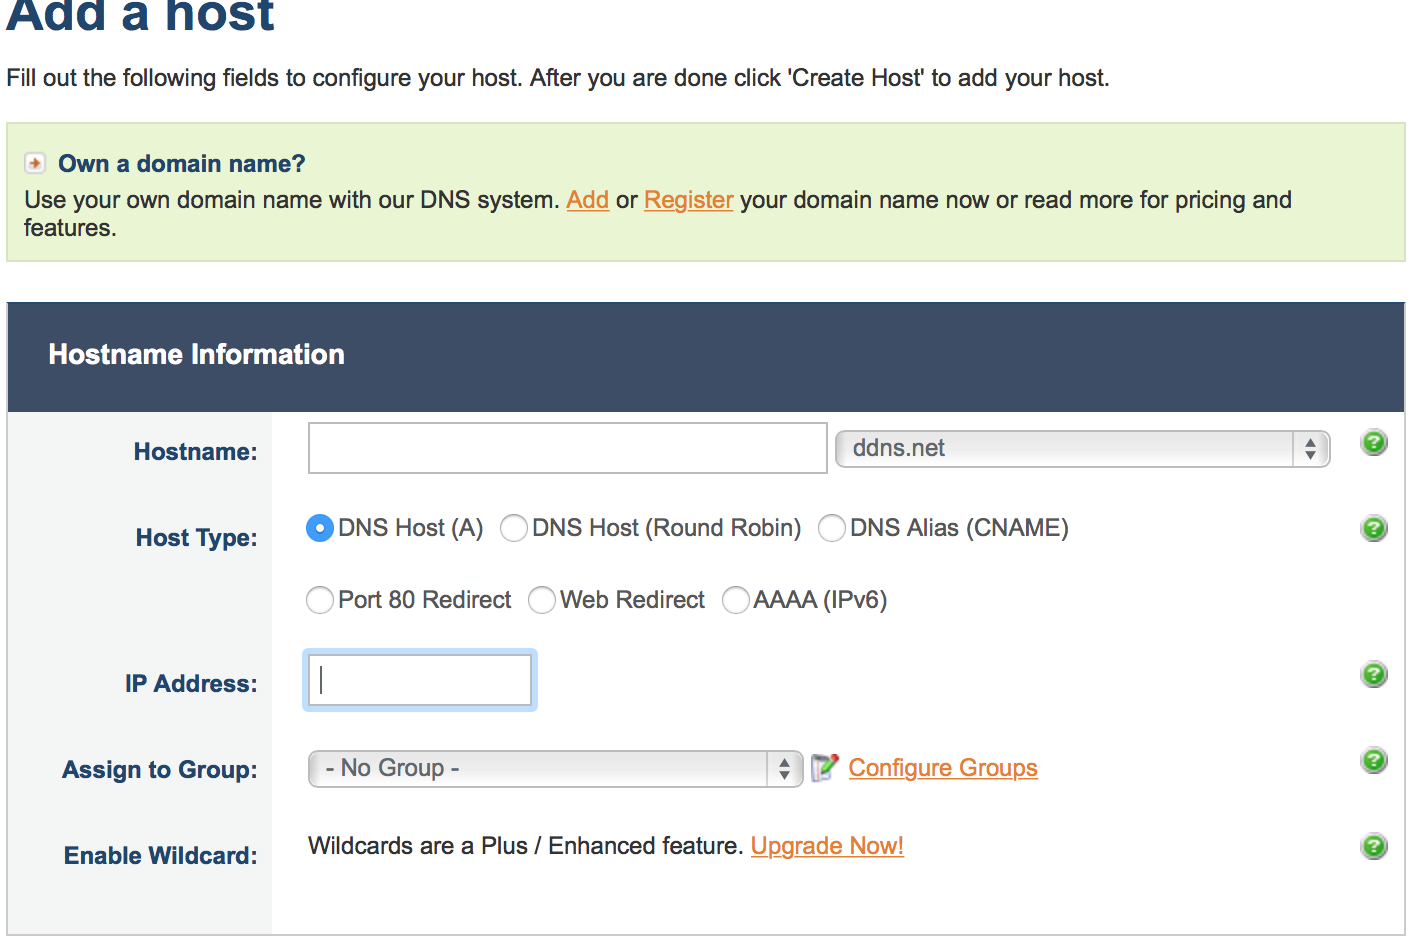 Add a host
Fill out the following fields to configure your host. After you are done click 'Create Host' to add your host.
Own a domain name?
Use your own domain name with our DNS system. Add or Register your domain name now or read more for pricing and
features.
Hostname Information
Hostname:
ddns.net
Host Type:
DNS Host (A) DNS Host (Round Robin) DNS Alias (CNAME)
Port 80 Redirect Web Redirect AAAA (IPv6)
IP Address:
Assign to Group:
- No Group -
Configure Groups
Enable Wildcard:
Wildcards are a Plus / Enhanced feature. Upgrade Now!